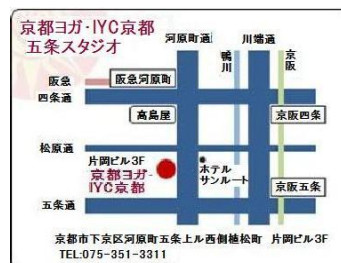 京都ヨガ・IYC京都
五条スタジオ
河原町通
川端通
鴨川
京阪
阪急
阪急河原町
四条通
高島屋
京阪四条
松原通
片岡ビル3F
京都ヨガ-
IYC京都
ホテル
サンルート
京阪五条
五条通
京都市下京区河原町五条上ル西側植松町 片岡ビル3F
TEL:075-351-3311